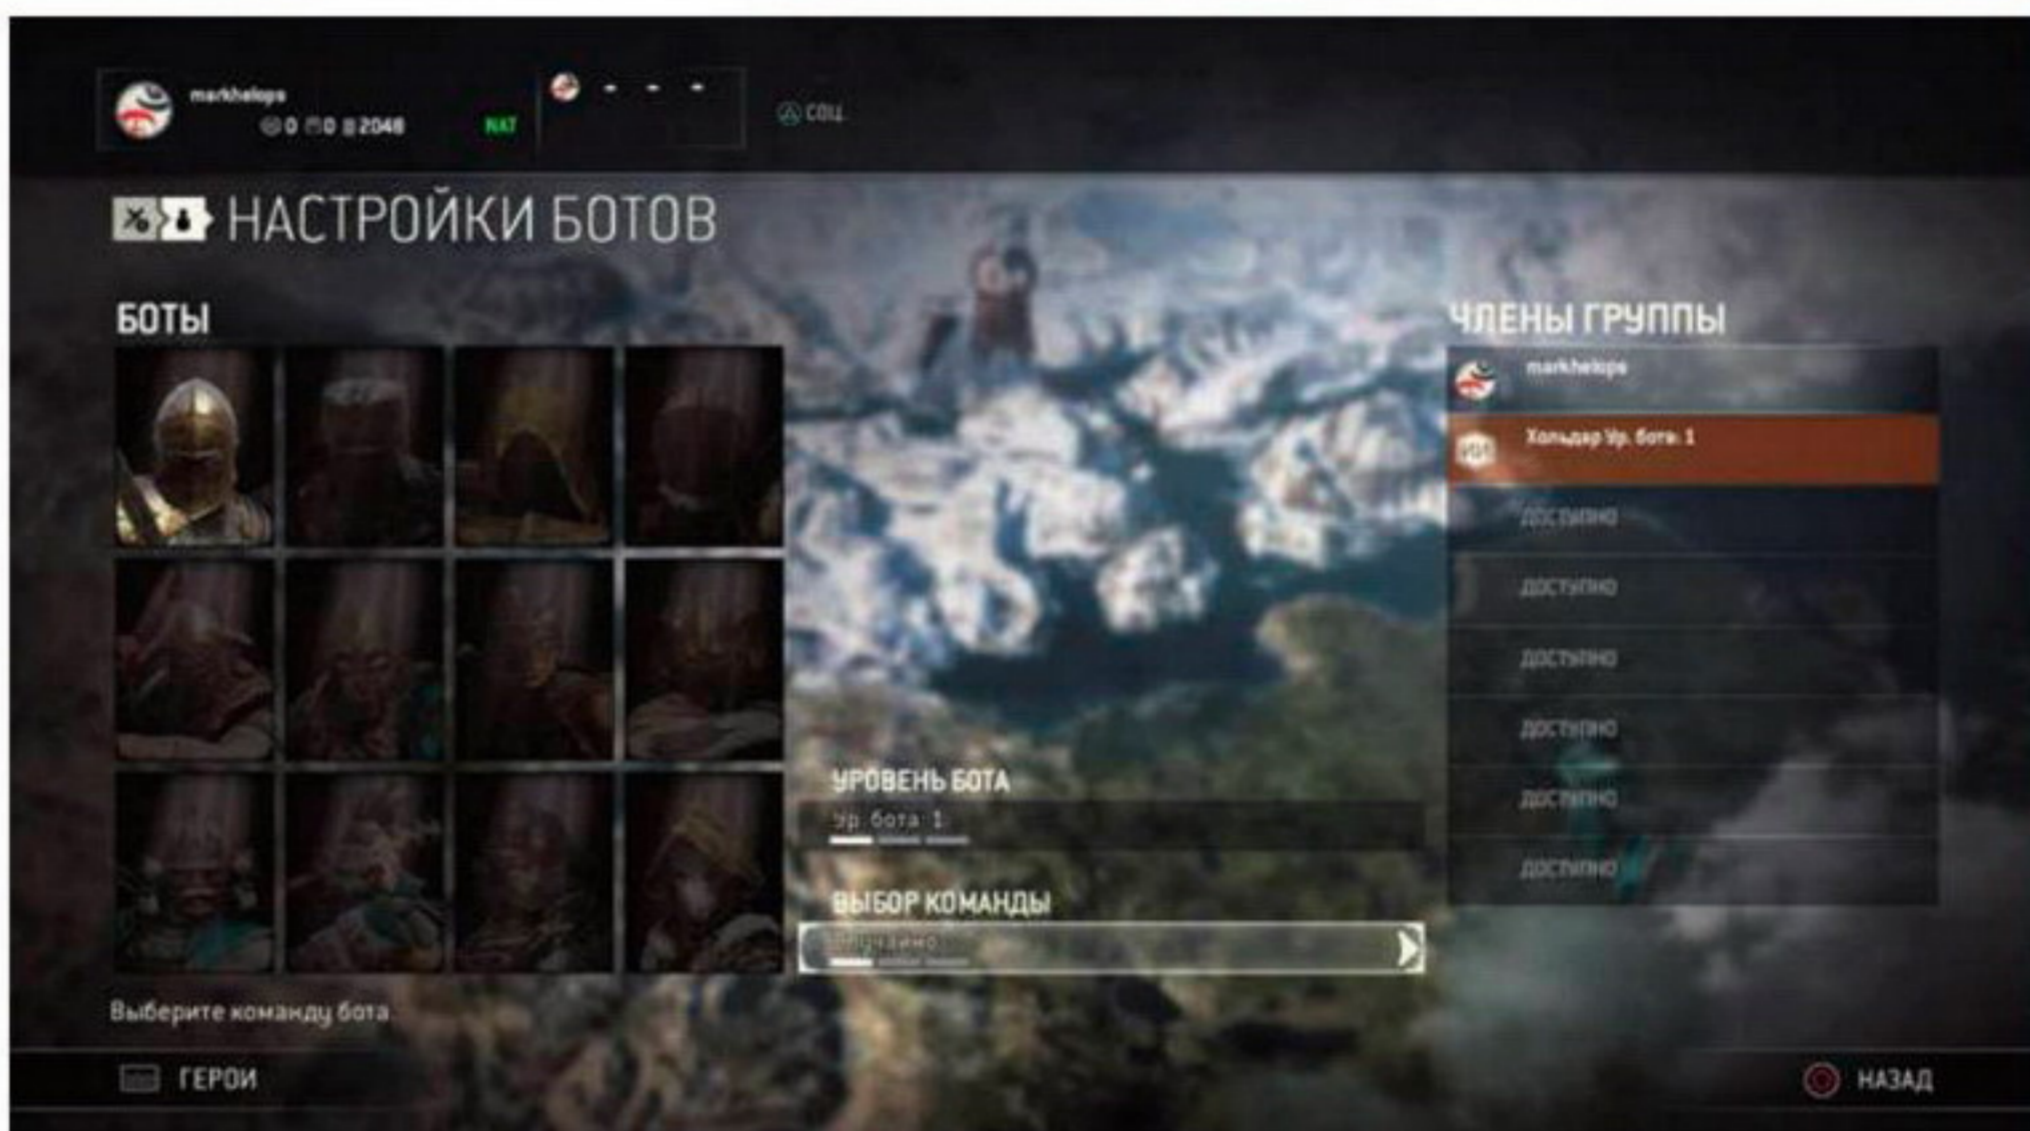 markhelops
0 0 2048
NAT
СОЦ.
НАСТРОЙКИ БОТОВ
БОТЫ
ЧЛЕНЫ ГРУППЫ
markhelops
Хольдар Ур. бота: 1
ДОСТУПНО
ДОСТУПНО
ДОСТУПНО
ДОСТУПНО
ДОСТУПНО
ДОСТУПНО
УРОВЕНЬ БОТА
Ур. бота: 1
ВЫБОР КОМАНДЫ
Случайно
Выберите команду бота
ГЕРОИ
НАЗАД